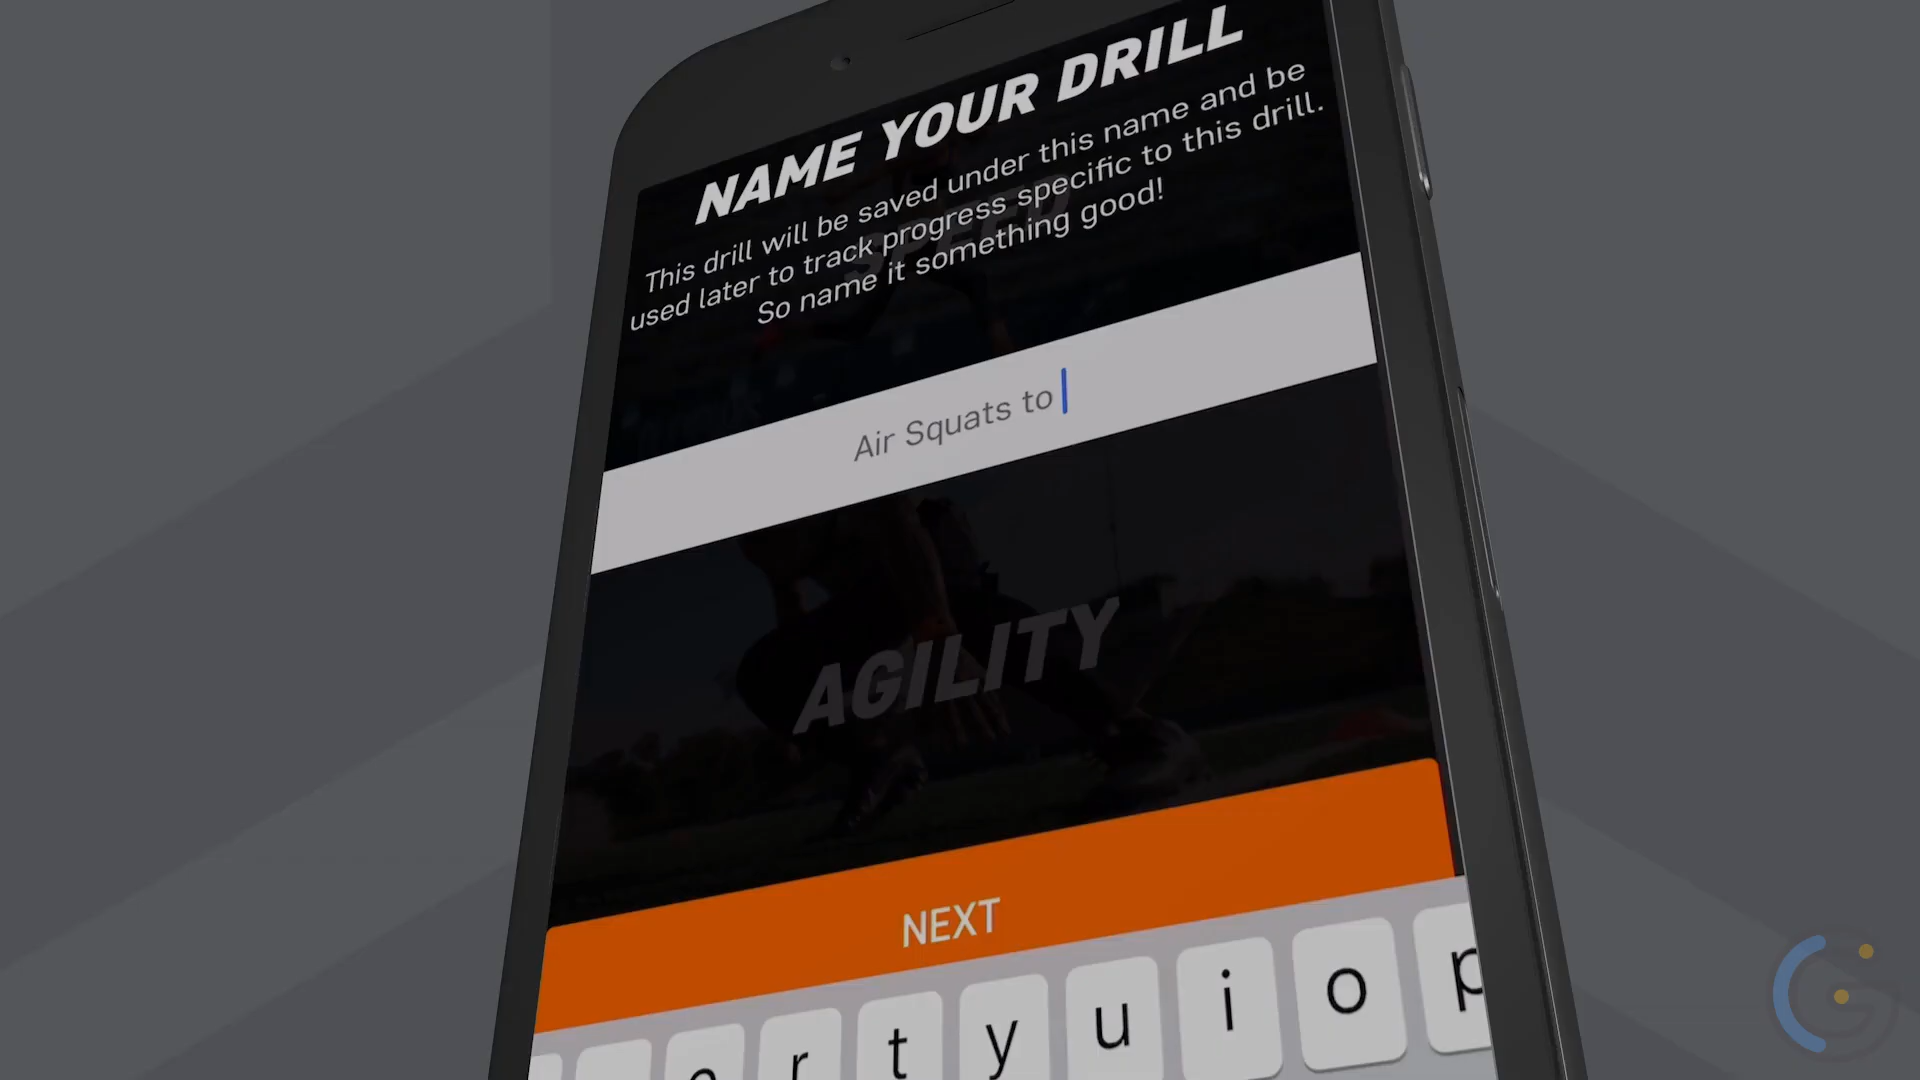 NAME YOUR DRILL
This drill will be saved under this name and be
used later to track progress specific to this drill.
So name it something good!
SPEED
Air Squats to
AGILITY
NEXT
e r t y u i o p